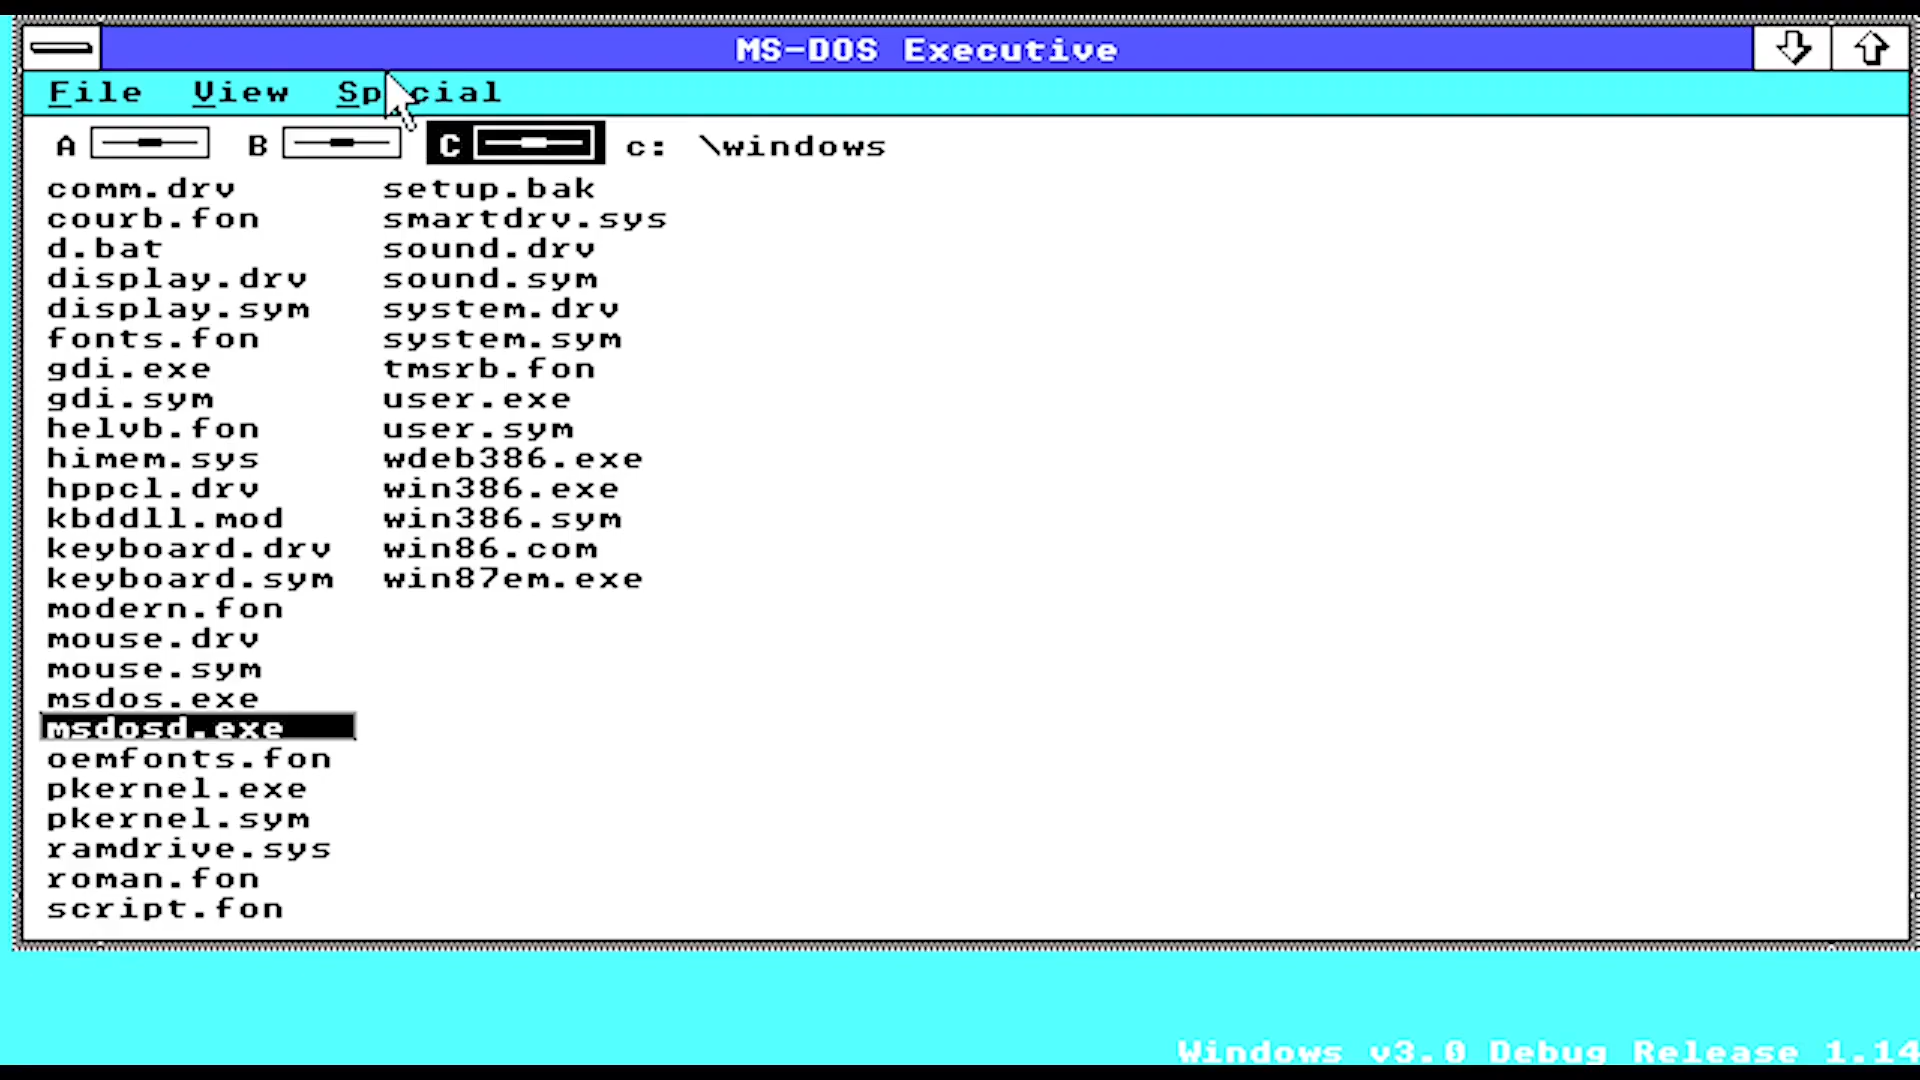 MS-DOS Executive
File View Special
A B C c: \windows
comm.drv setup.bak
courb.fon smartdrv.sys
d.bat sound.drv
display.drv sound.sym
display.sym system.drv
fonts.fon system.sym
gdi.exe tmsrb.fon
gdi.sym user.exe
helvb.fon user.sym
himem.sys wdeb386.exe
hppcl.drv win386.exe
kbddll.mod win386.sym
keyboard.drv win86.com
keyboard.sym win87em.exe
modern.fon
mouse.drv
mouse.sym
msdos.exe
msdosd.exe
oemfonts.fon
pkernel.exe
pkernel.sym
ramdrive.sys
roman.fon
script.fon
Windows v3.0 Debug Release 1.14